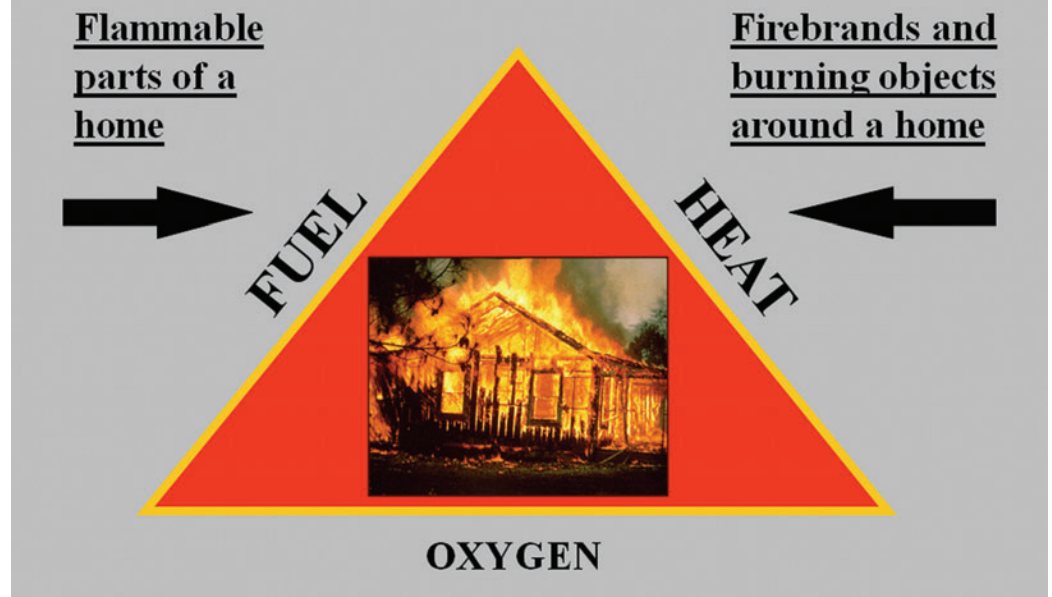 Flammable
parts of a
home
Firebrands and
burning objects
around a home
FUEL
HEAT
OXYGEN